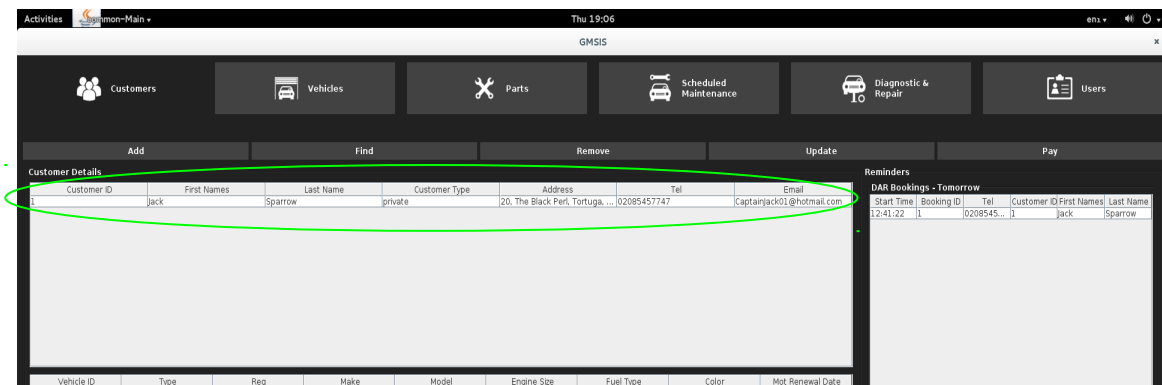 Activities Common-Main Thu 19:06 en₁
GMSIS ×
Customers Vehicles Parts Scheduled Maintenance Diagnostic & Repair Users
Add Find Remove Update Pay
Customer Details Reminders
DAR Bookings - Tomorrow
Customer ID First Names Last Name Customer Type Address Tel Email
1 Jack Sparrow private 20, The Black Perl, Tortuga, ... 02085457747 CaptainJack01@hotmail.com
Start Time Booking ID Tel Customer ID First Names Last Name
12:41:22 1 0208545... 1 Jack Sparrow
Vehicle ID Type Reg Make Model Engine Size Fuel Type Color Mot Renewal Date